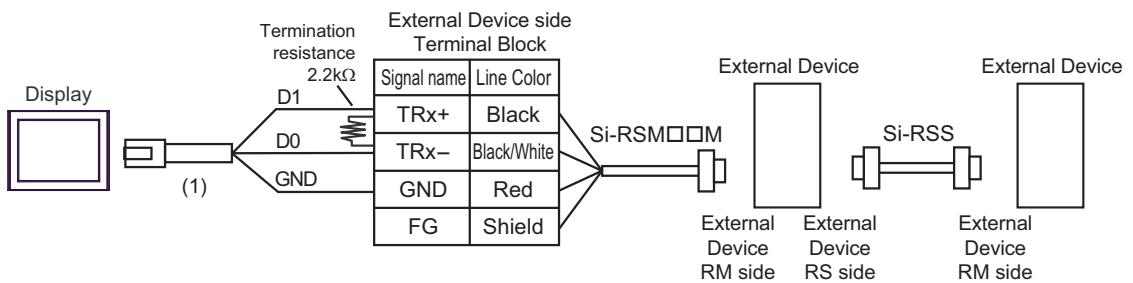 External Device side
Terminal Block
Termination
resistance
2.2kΩ
Signal name Line Color
External Device
External Device
Display
D1
TRx+ Black
Si-RSM□□M
Si-RSS
D0
TRx– Black/White
(1)
GND
GND Red
FG Shield
External
Device
RM side
External
Device
RS side
External
Device
RM side